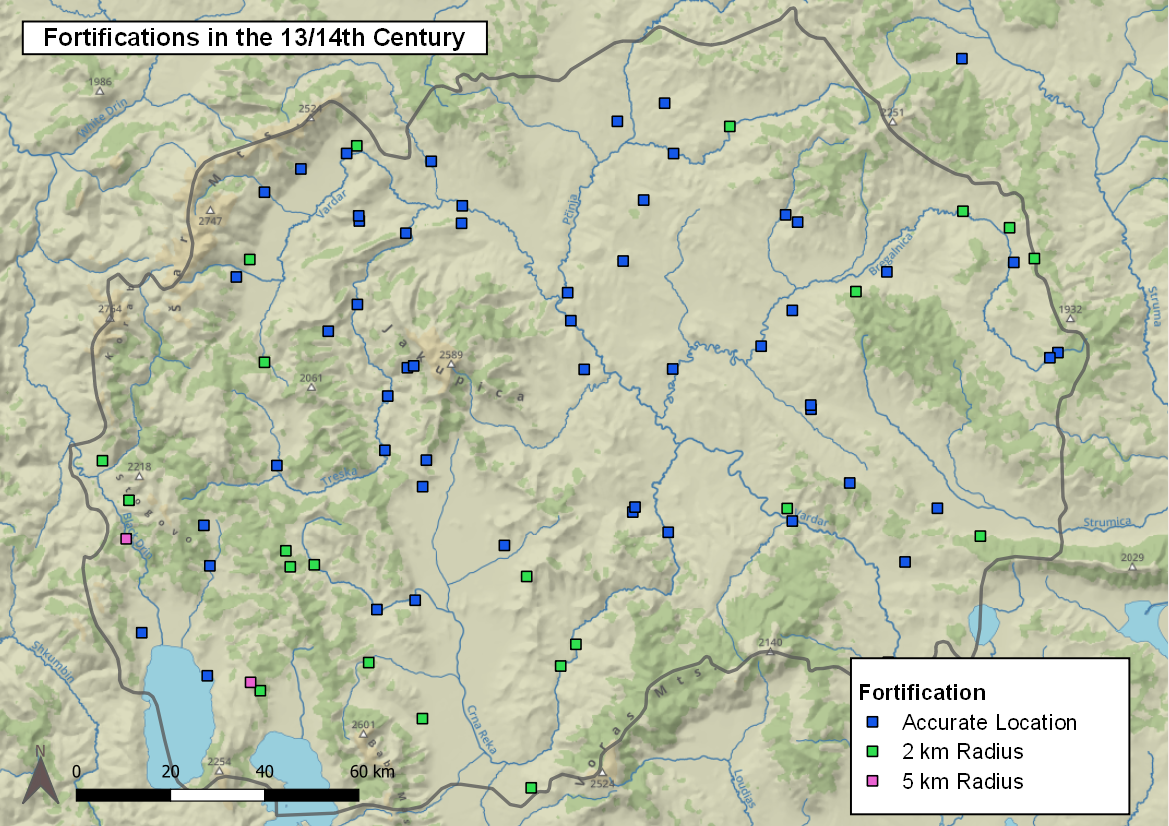 Fortifications in the 13/14th Century
1986
White Drin
2524
M t s
2251
2747
Vardar
Pčinja
Š a r
Bregalnica
Struma
2764
K o r a b
1932
J a k u p i c a
2589
2061
2218
S t o g o v o
Treska
Black Drin
Vardar
Strumica
2029
Shkumbin
2140
V o r a s M t s
2601
B a b a M
Crna Reka
2254
2524
Loudias
N
0 20 40 60 km
Fortification
Accurate Location
2 km Radius
5 km Radius